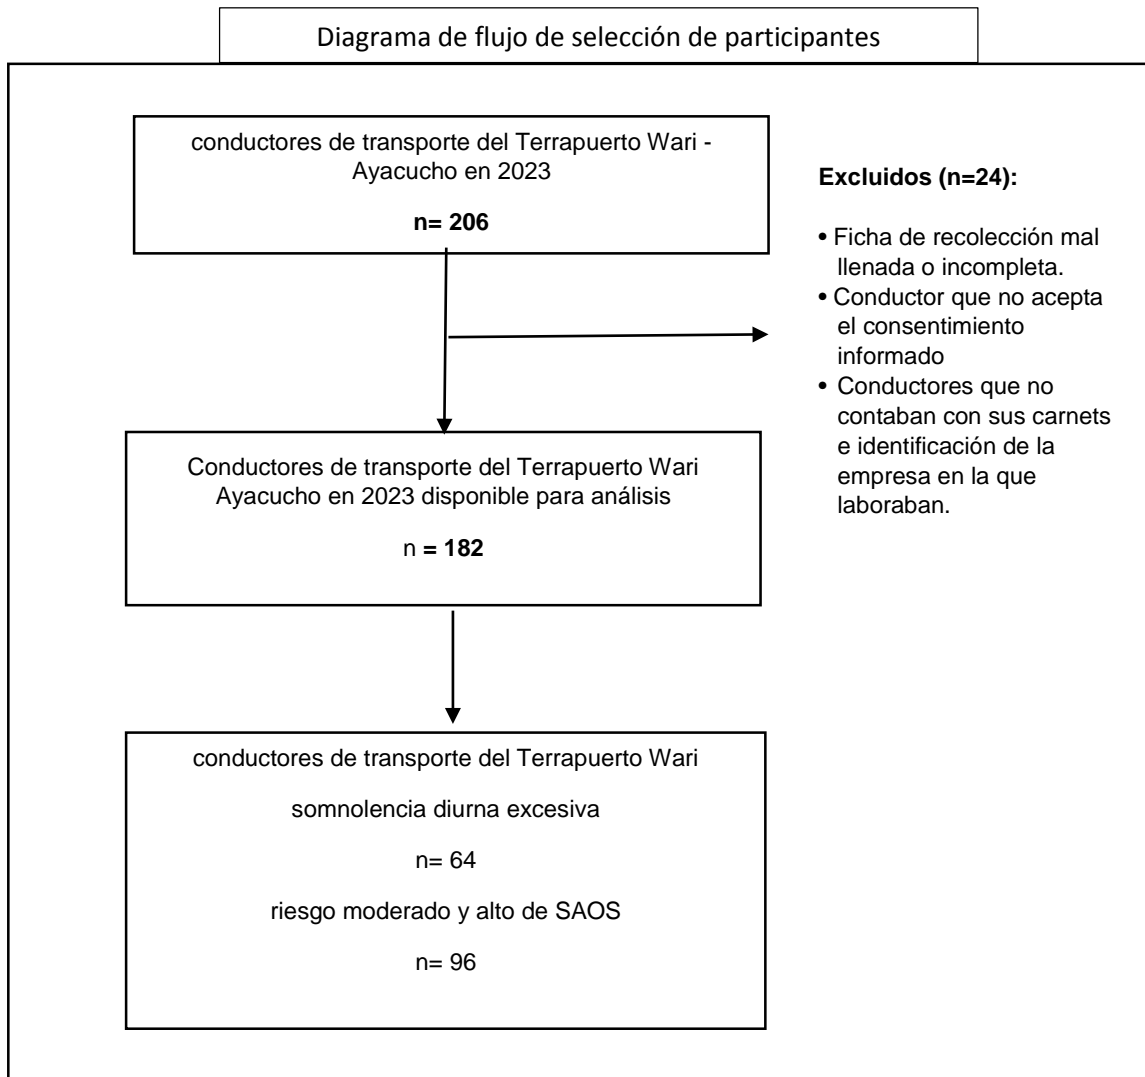 Diagrama de flujo de selección de participantes
conductores de transporte del Terrapuerto Wari -
Ayacucho en 2023
n= 206
Excluidos (n=24):
• Ficha de recolección mal
llenada o incompleta.
• Conductor que no acepta
el consentimiento
informado
• Conductores que no
contaban con sus carnets
e identificación de la
empresa en la que
laboraban.
Conductores de transporte del Terrapuerto Wari
Ayacucho en 2023 disponible para análisis
n = 182
conductores de transporte del Terrapuerto Wari
somnolencia diurna excesiva
n= 64
riesgo moderado y alto de SAOS
n= 96